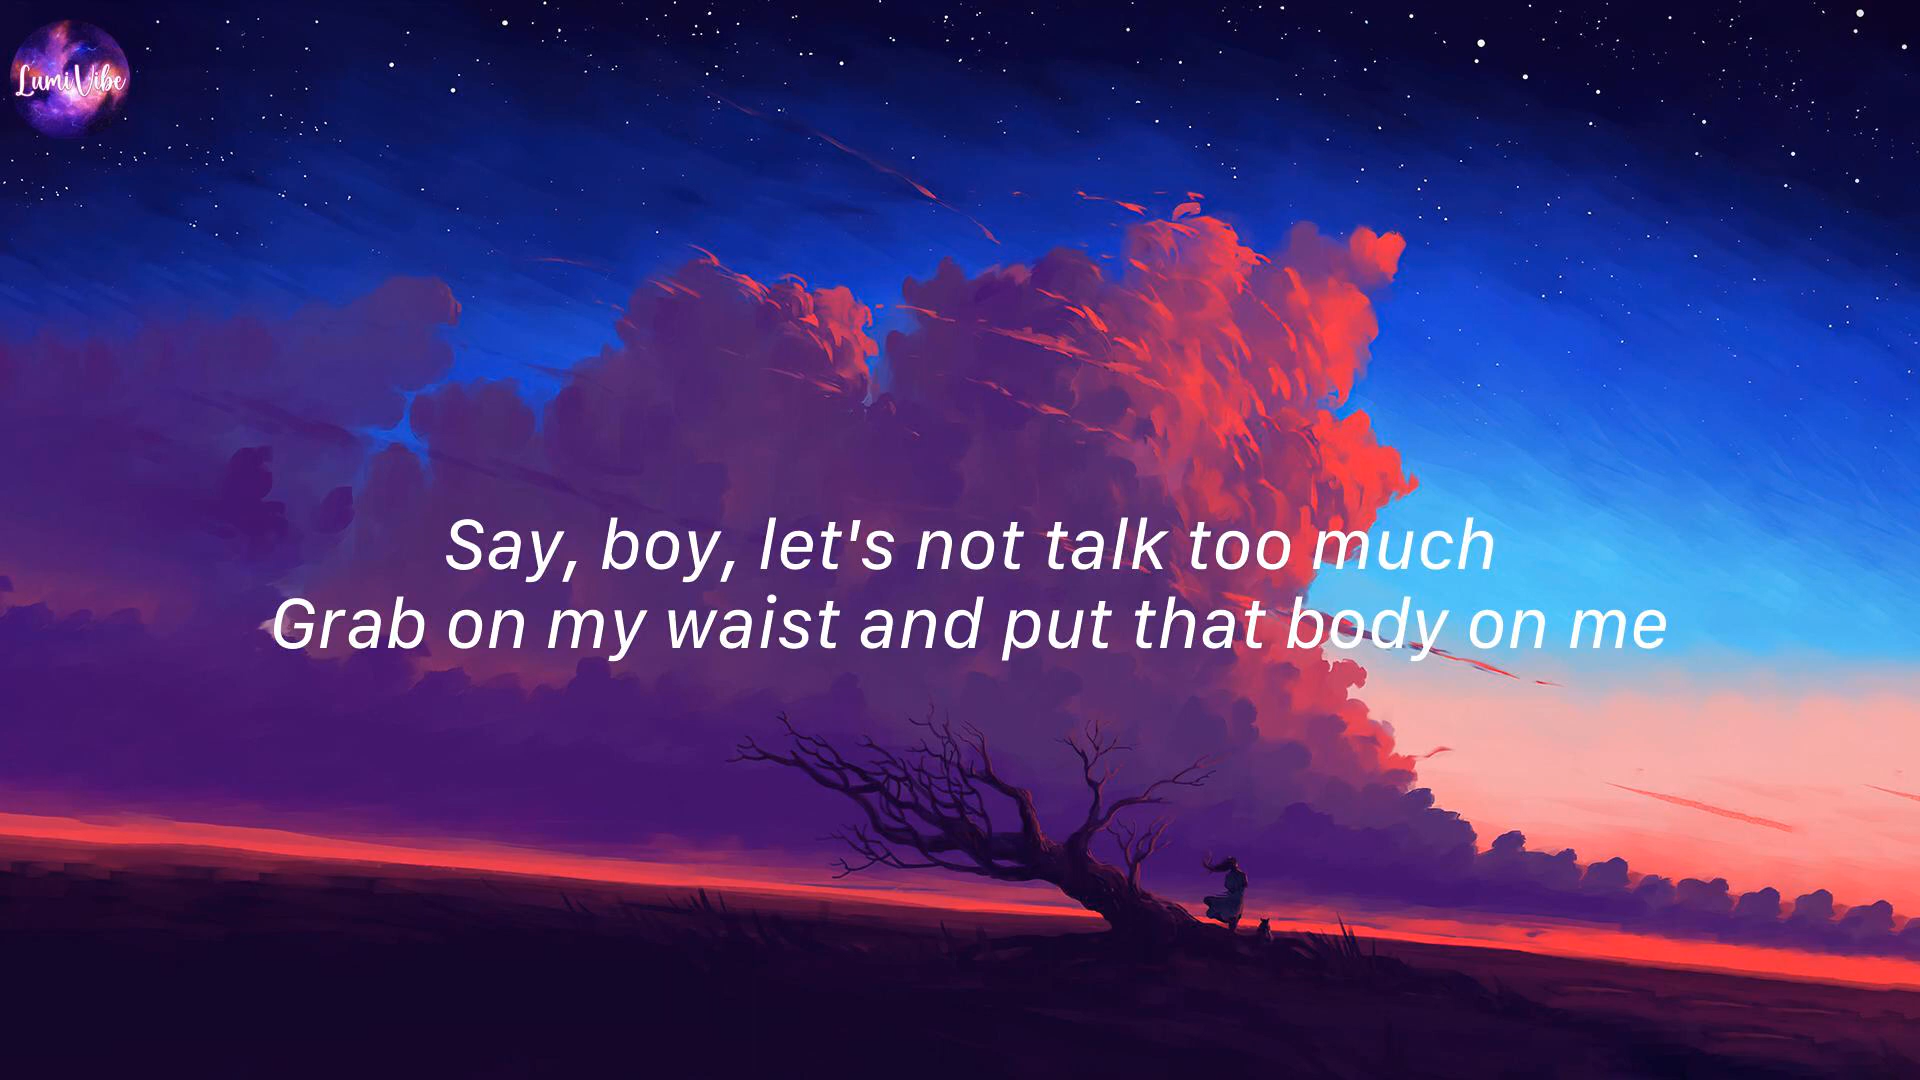 LumiVibe
Say, boy, let's not talk too much
Grab on my waist and put that body on me